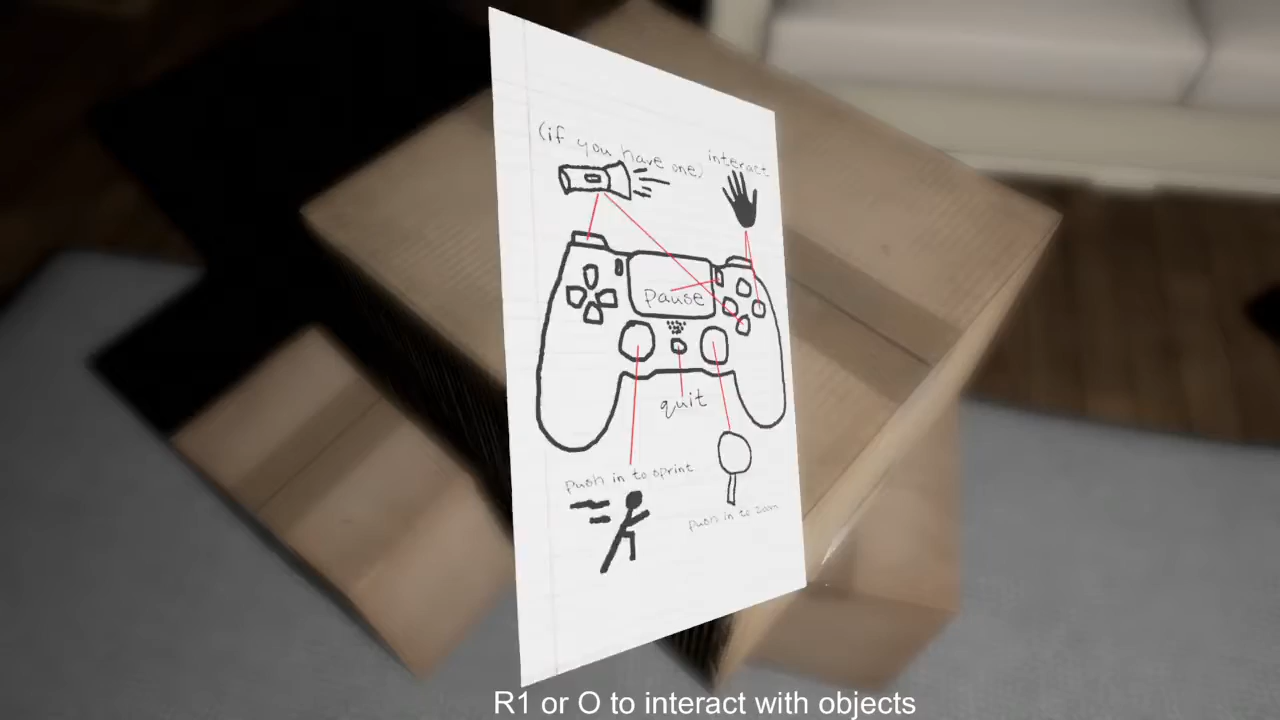 (if you have one)
interact
pause
quit
push in to sprint
push in to zoom
R1 or O to interact with objects